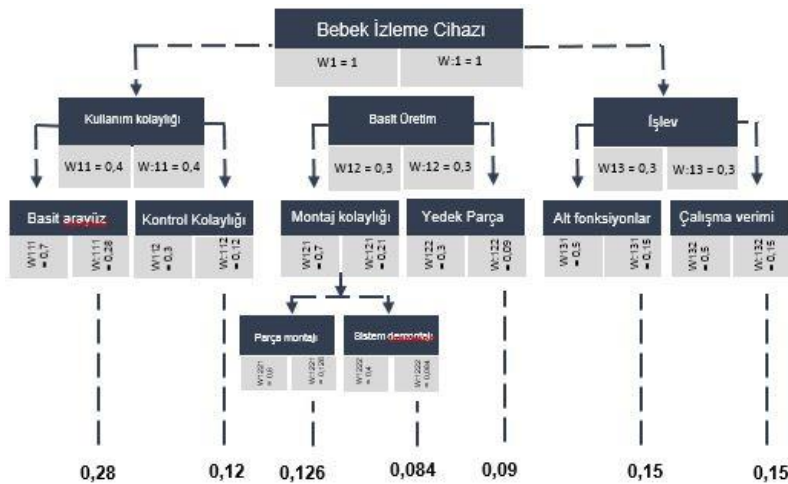 Bebek İzleme Cihazı
W1 = 1
W:1 = 1
Kullanım kolaylığı
W11 = 0,4
W:11 = 0,4
Basit Üretim
W12 = 0,3
W:12 = 0,3
İşlev
W13 = 0,3
W:13 = 0,3
Basit arayüz
W111 = 0,7
W:111 = 0,28
Kontrol Kolaylığı
W112 = 0,3
W:112 = 0,12
Montaj kolaylığı
W121 = 0,7
W:121 = 0,21
Yedek Parça
W122 = 0,3
W:122 = 0,09
Alt fonksiyonlar
W131 = 0,5
W:131 = 0,15
Çalışma verimi
W132 = 0,5
W:132 = 0,15
Parça montajı
W1221 = 0,6
W:1221 = 0,126
Sistem demontajı
W1222 = 0,4
W:1222 = 0,084
0,28
0,12
0,126
0,084
0,09
0,15
0,15